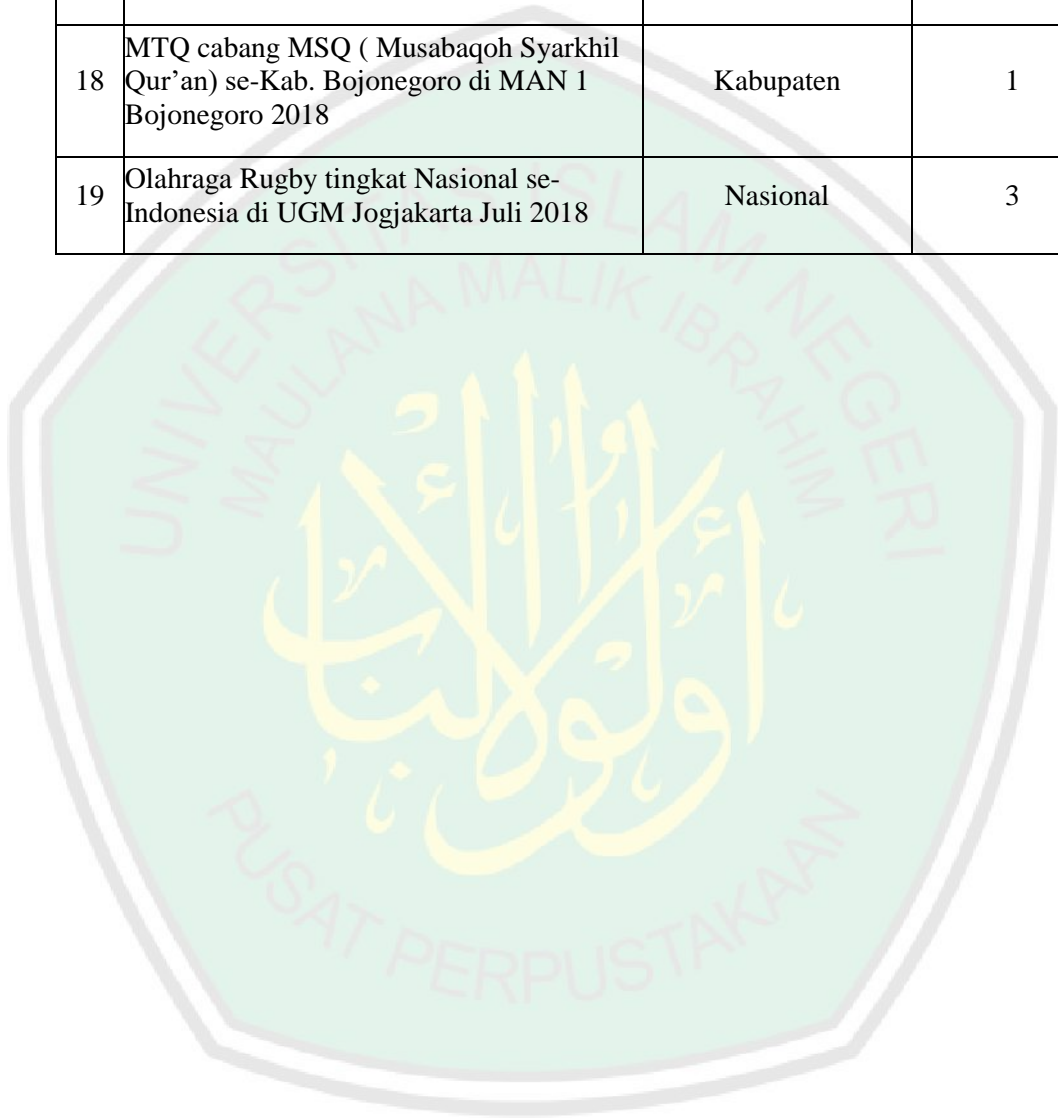 18 MTQ cabang MSQ ( Musabaqoh Syarkhil
Qur’an) se-Kab. Bojonegoro di MAN 1
Bojonegoro 2018 Kabupaten 1
19 Olahraga Rugby tingkat Nasional se-
Indonesia di UGM Jogjakarta Juli 2018 Nasional 3
UNIVERSITAS ISLAM NEGERI
MAULANA MALIK IBRAHIM
أولوا الألباب
PUSAT PERPUSTAKAAN